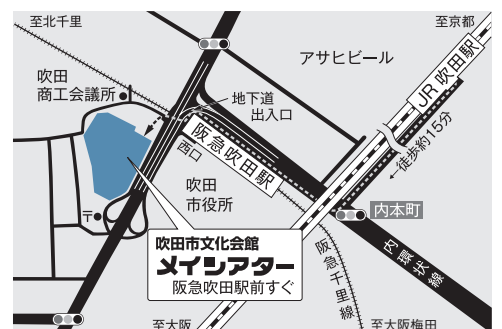 至北千里
至京都
アサヒビール
JR吹田駅
吹田
商工会議所
地下道
出入口
←徒歩約15分
西口
阪急吹田駅
吹田
市役所
内本町
〒
吹田市文化会館
メイシアター
阪急吹田駅前すぐ
阪急千里線
内環状線
至大阪
至大阪梅田